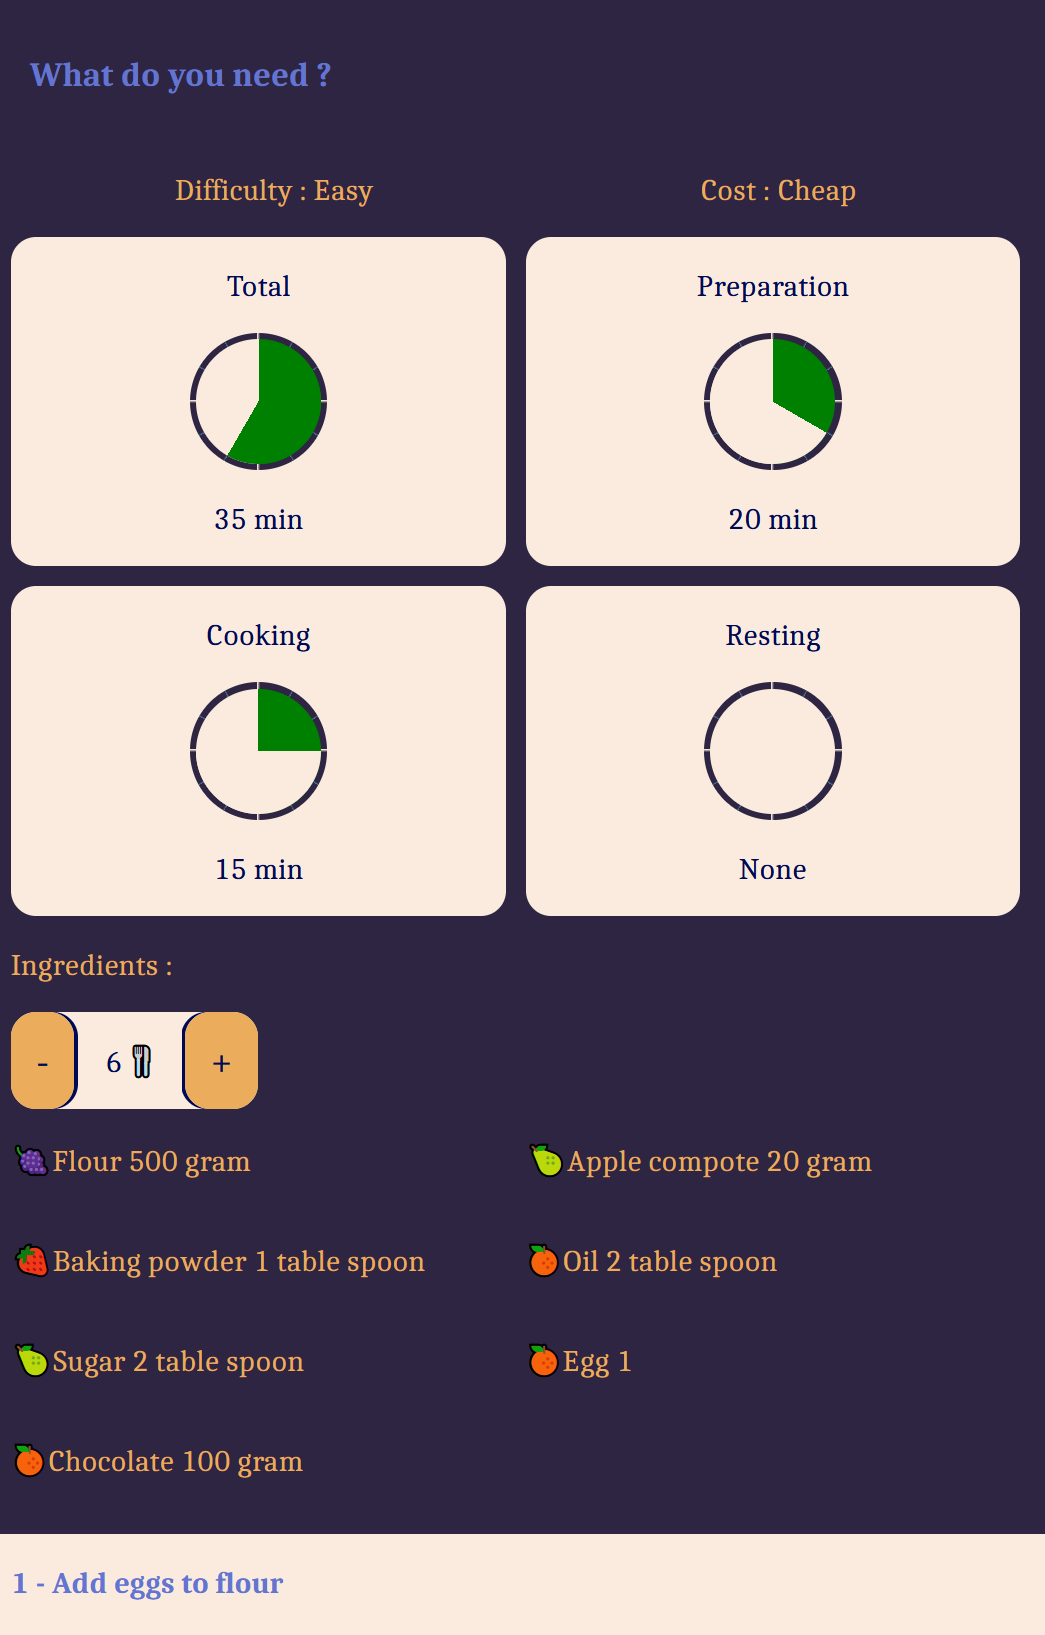 What do you need ?
Difficulty : Easy
Cost : Cheap
Total
35 min
Preparation
20 min
Cooking
15 min
Resting
None
Ingredients :
- 6 +
Flour 500 gram
Apple compote 20 gram
Baking powder 1 table spoon
Oil 2 table spoon
Sugar 2 table spoon
Egg 1
Chocolate 100 gram
1 - Add eggs to flour